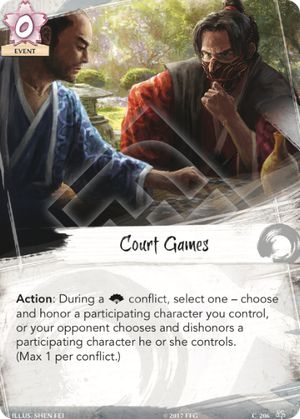 0
EVENT
Court Games
Action: During a conflict, select one – choose
and honor a participating character you control,
or your opponent chooses and dishonors a
participating character he or she controls.
(Max 1 per conflict.)
ILLUS: SHEN FEI
©2017 FFG
C 206